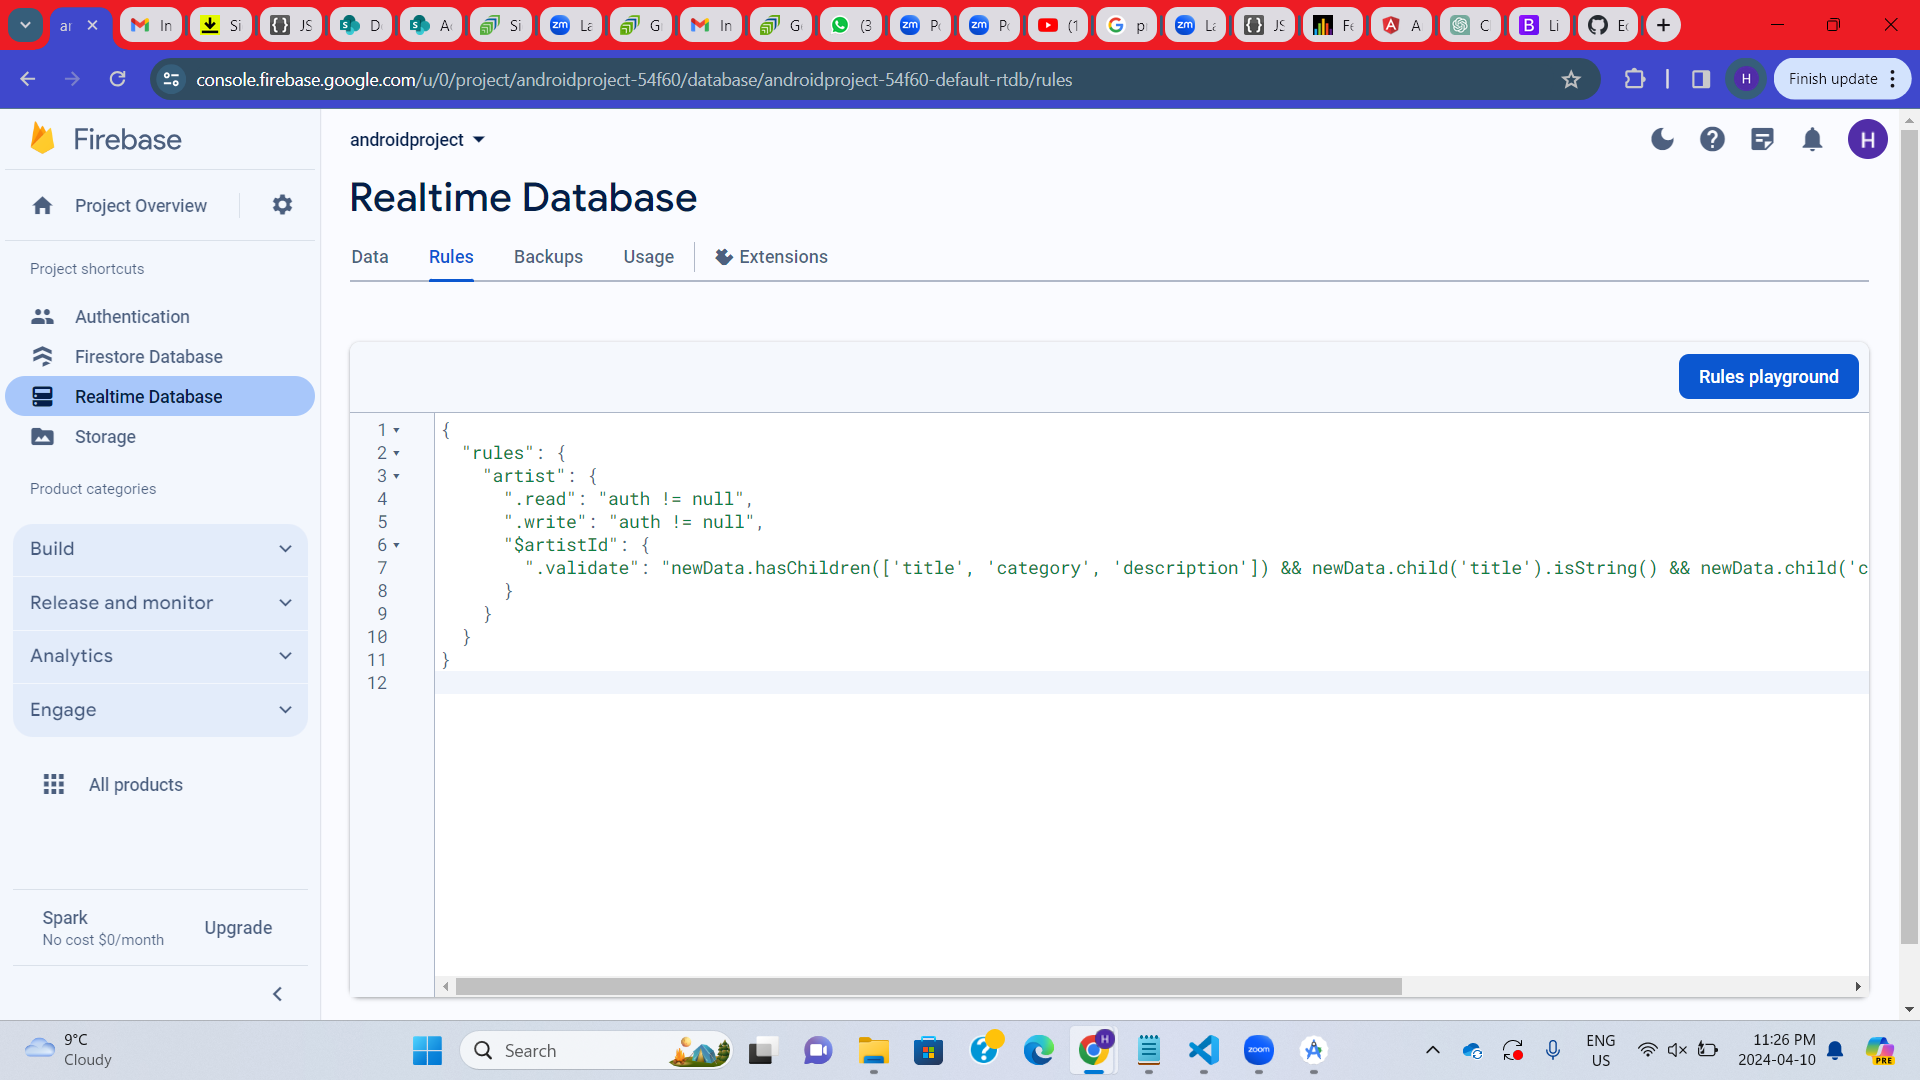 ar
In
Si
JS
D
A
Si
La
G
In
G
(3
P
P
(1
p
La
JS
Fe
A
C
Li
Ec
console.firebase.google.com/u/0/project/androidproject-54f60/database/androidproject-54f60-default-rtdb/rules
H
Finish update
Firebase
androidproject
H
Project Overview
Realtime Database
Data Rules Backups Usage Extensions
Project shortcuts
Authentication
Firestore Database
Realtime Database
Storage
Product categories
Build
Release and monitor
Analytics
Engage
All products
Spark
No cost $0/month
Upgrade
Rules playground
1 {
2 "rules": {
3 "artist": {
4 ".read": "auth != null",
5 ".write": "auth != null",
6 "$artistId": {
7 ".validate": "newData.hasChildren(['title', 'category', 'description']) && newData.child('title').isString() && newData.child('c
8 }
9 }
10 }
11 }
12
9°C
Cloudy
Search
zoom
ENG
US
11:26 PM
2024-04-10
PRE